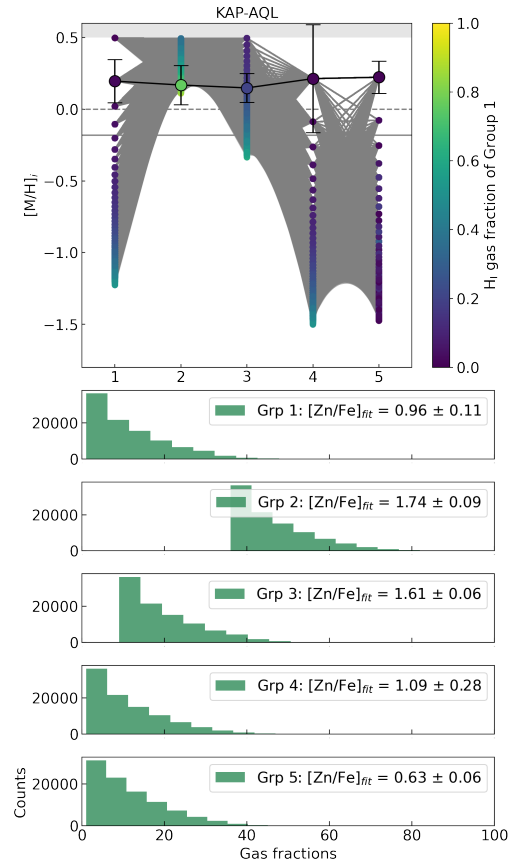 KAP-AQL
0.5
0.0
−0.5
−1.0
−1.5
[M/H]i
1 2 3 4 5
1.0
0.8
0.6
0.4
0.2
0.0
HI gas fraction of Group 1
20000
0
Grp 1: [Zn/Fe]fit = 0.96 ± 0.11
20000
0
Grp 2: [Zn/Fe]fit = 1.74 ± 0.09
20000
0
Grp 3: [Zn/Fe]fit = 1.61 ± 0.06
20000
0
Grp 4: [Zn/Fe]fit = 1.09 ± 0.28
20000
0
Grp 5: [Zn/Fe]fit = 0.63 ± 0.06
Counts
0 20 40 60 80 100
Gas fractions